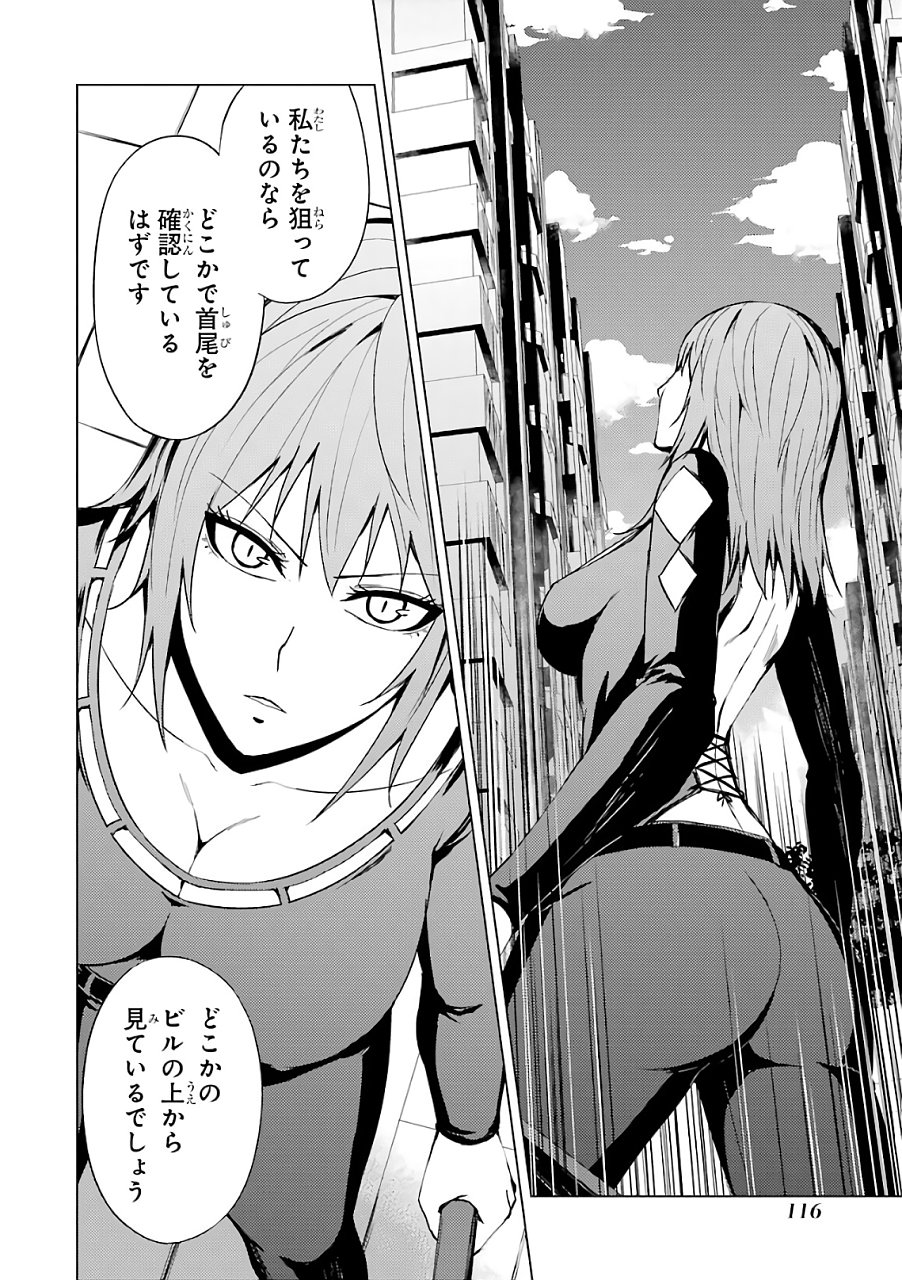 私たちを狙って
いるのなら
どこかで首尾を
確認している
はずです
どこかの
ビルの上から
見ているでしょう
116